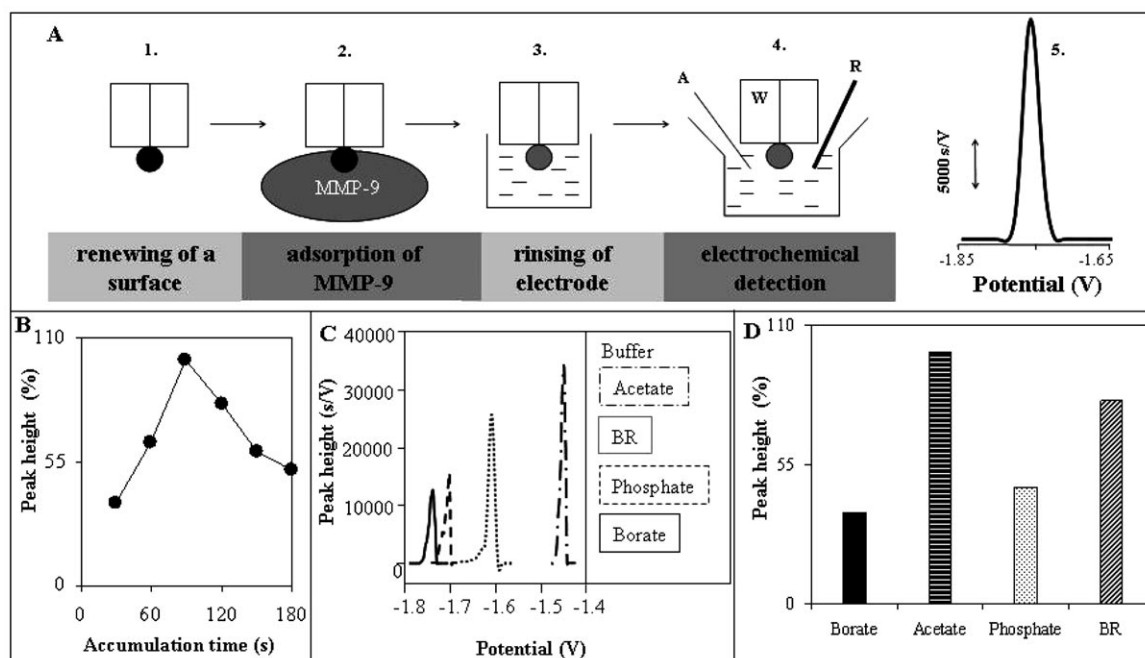 A
1.
2.
3.
4.
5.
A
W
R
MMP-9
5000 s/V
renewing of a
surface
adsorption of
MMP-9
rinsing of
electrode
electrochemical
detection
-1.85
-1.65
Potential (V)
B
110
55
0
Peak height (%)
0
60
120
180
Accumulation time (s)
C
40000
30000
20000
10000
0
Peak height (s/V)
-1.8
-1.7
-1.6
-1.5
-1.4
Potential (V)
Buffer
Acetate
BR
Phosphate
Borate
D
110
55
0
Peak height (%)
Borate
Acetate
Phosphate
BR